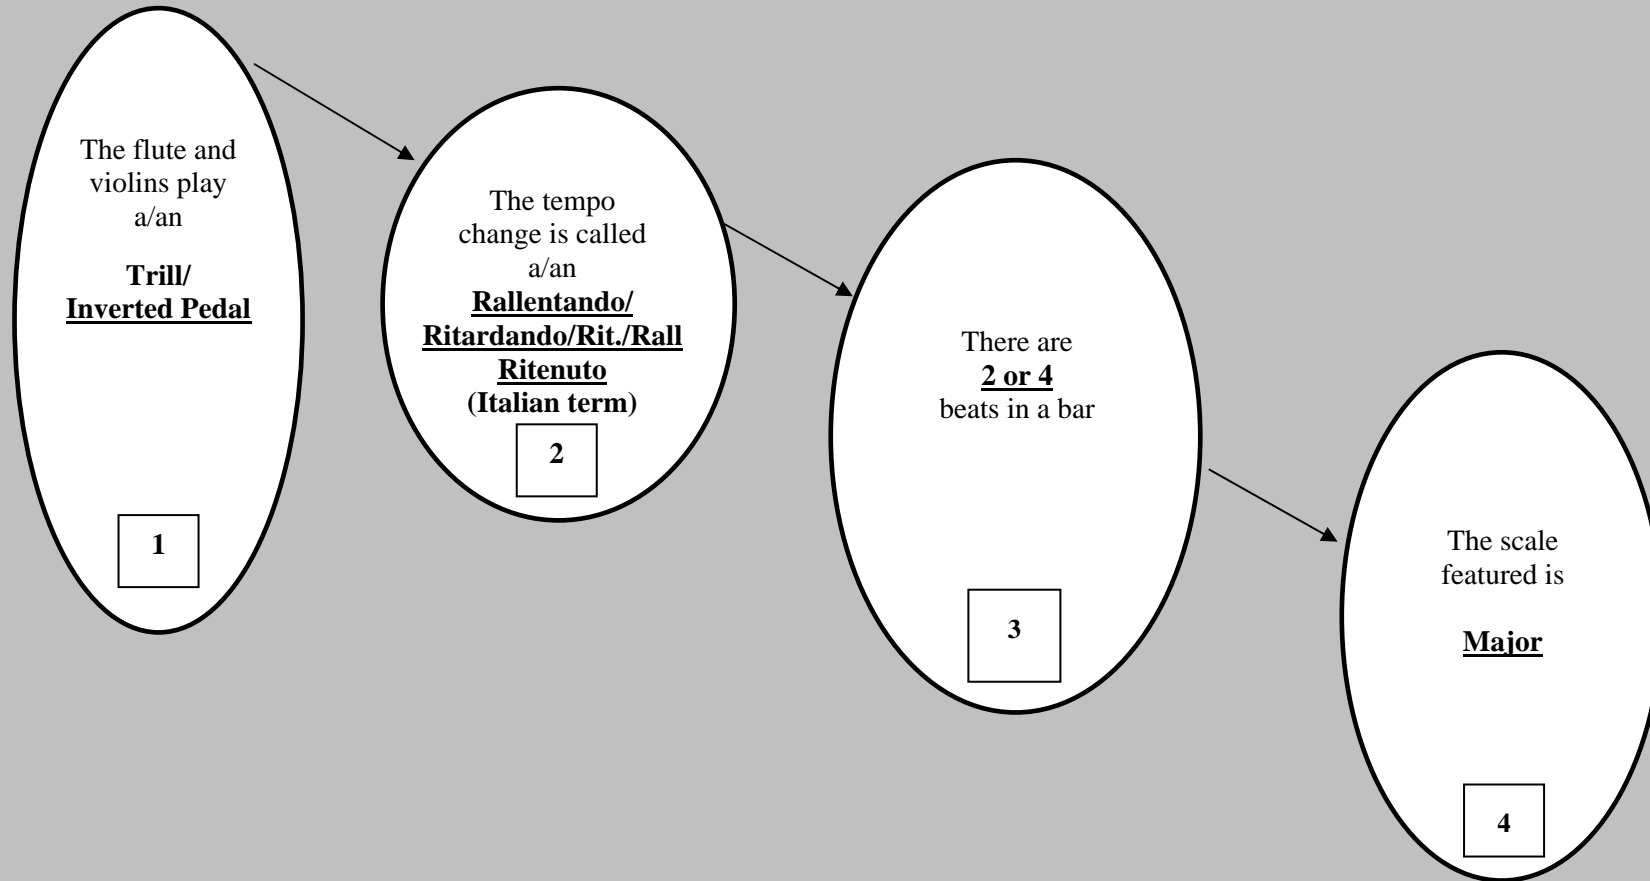 The flute and
violins play
a/an
Trill/
Inverted Pedal
1
The tempo
change is called
a/an
Rallentando/
Ritardando/Rit./Rall
Ritenuto
(Italian term)
2
There are
2 or 4
beats in a bar
3
The scale
featured is
Major
4